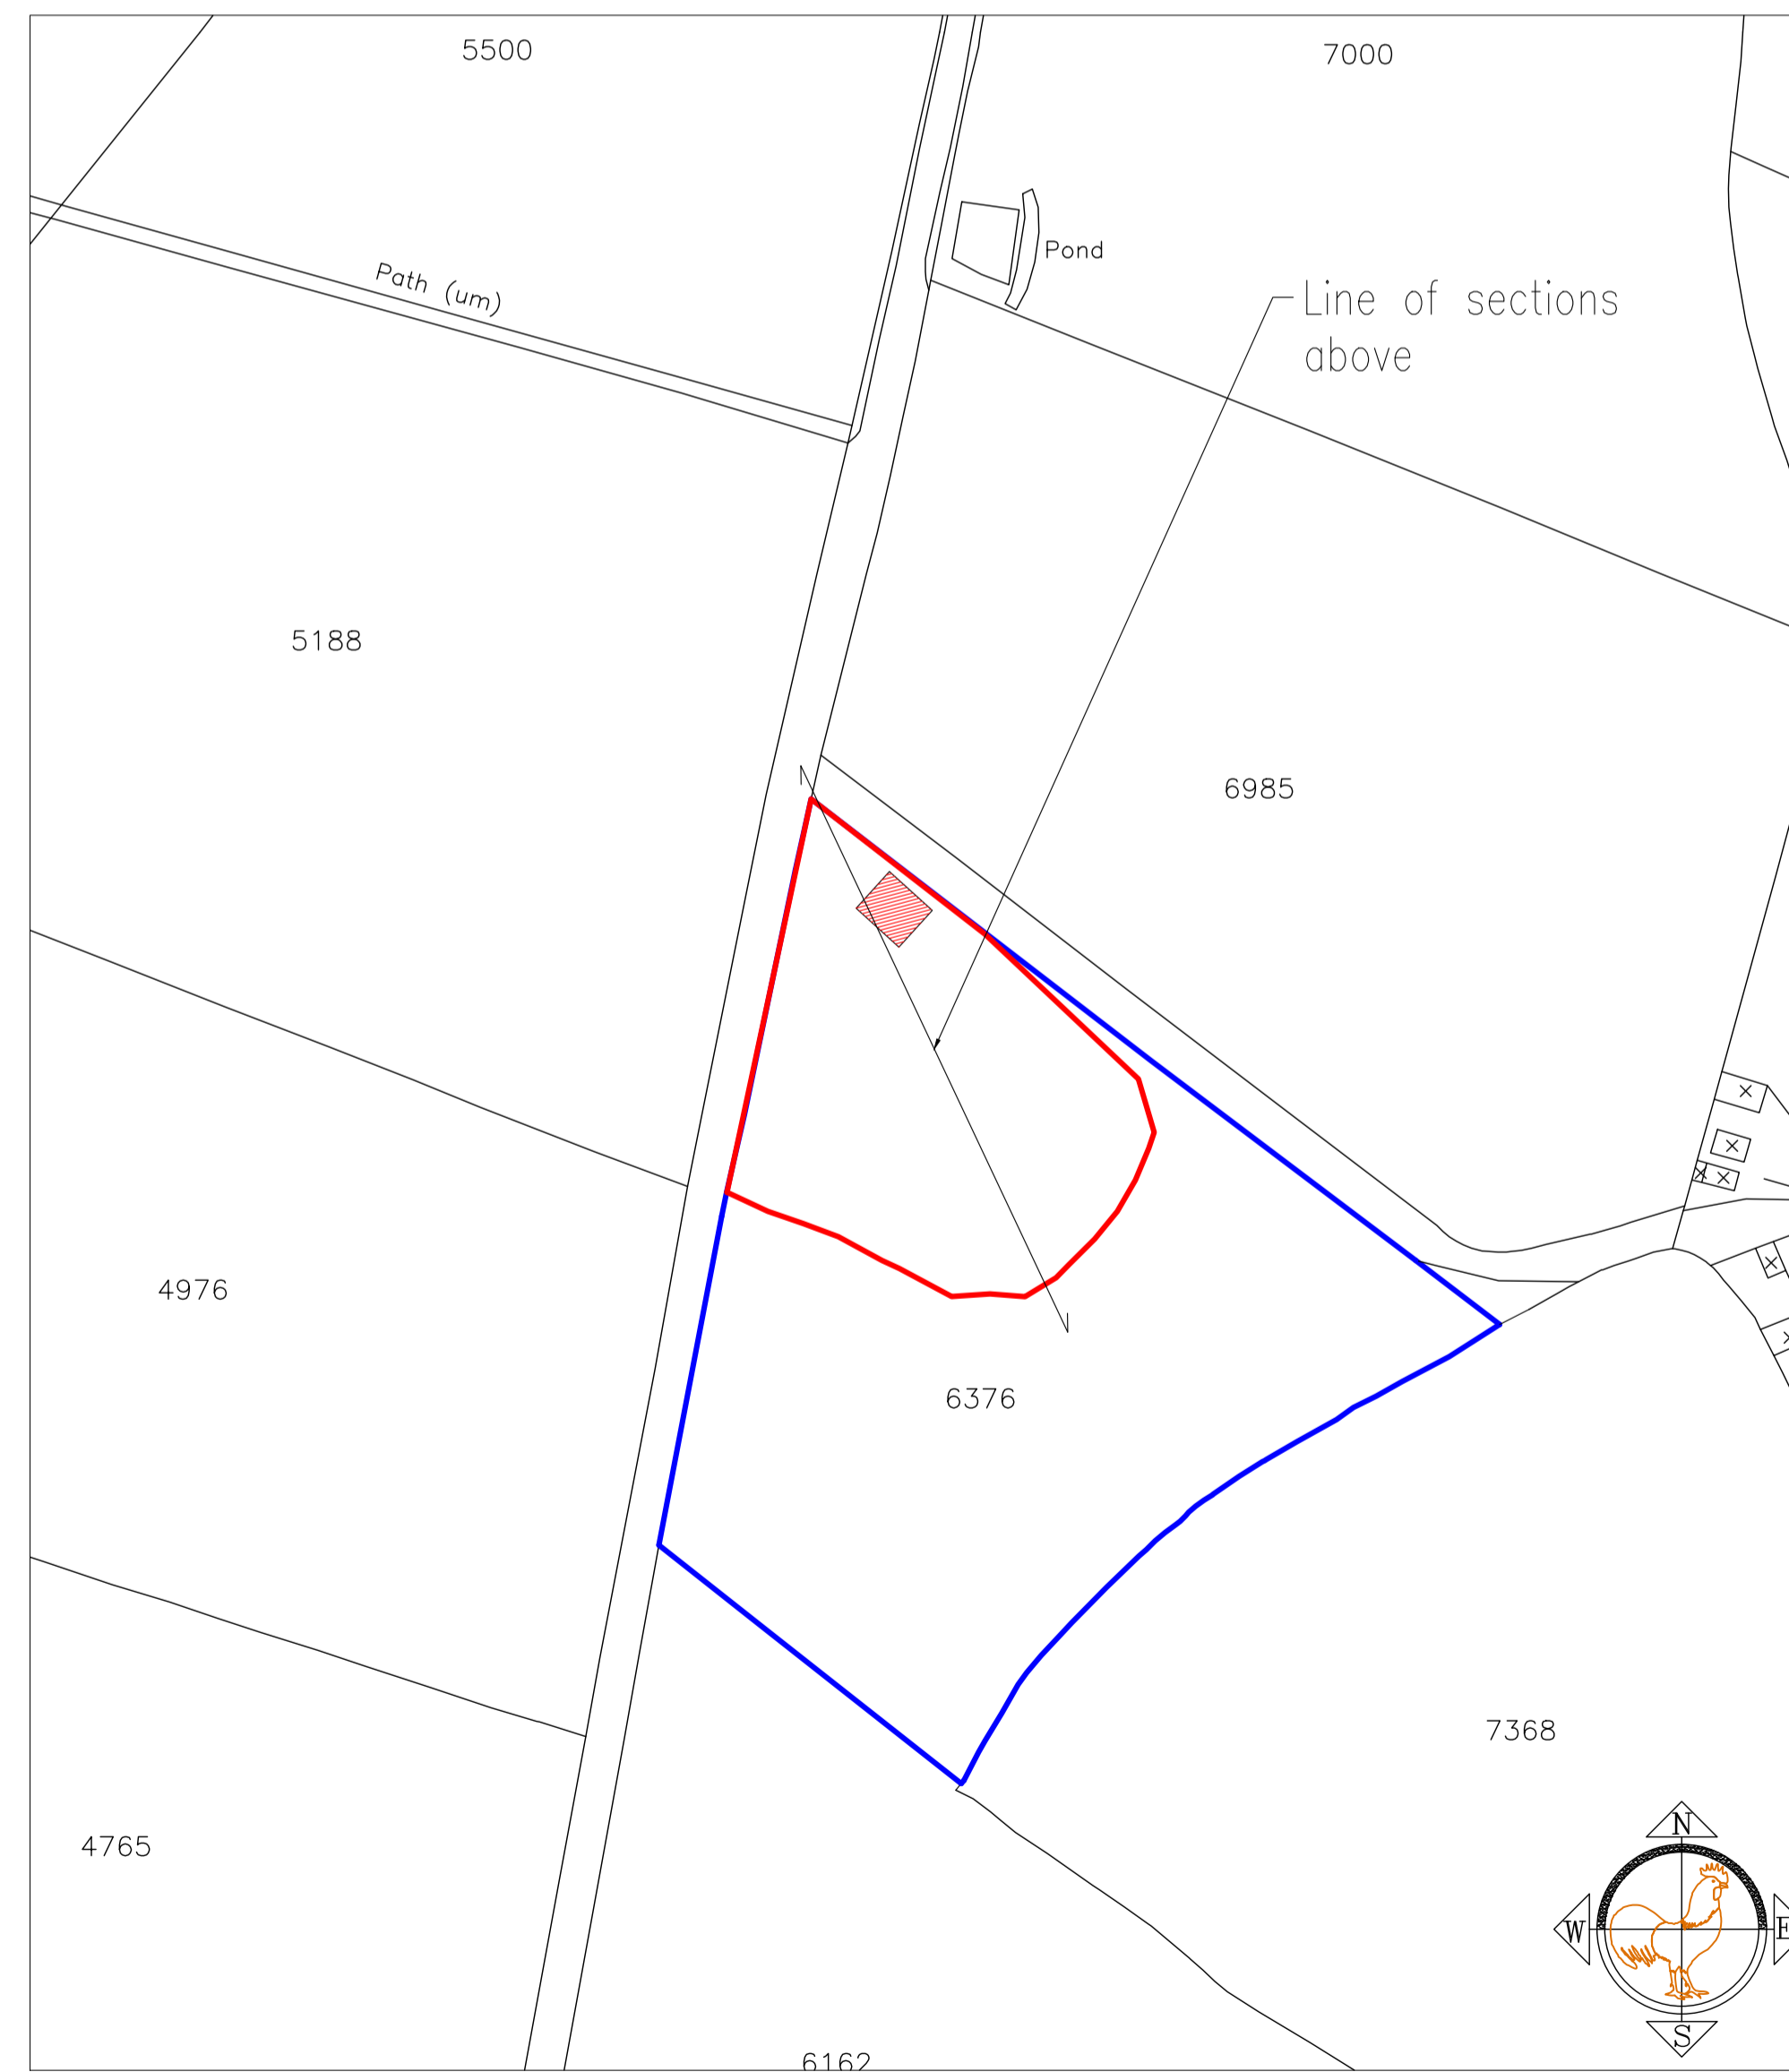 5500
7000
Path (um)
Pond
Line of sections
above
5188
6985
4976
6376
7368
4765
N
W
E
S
6162